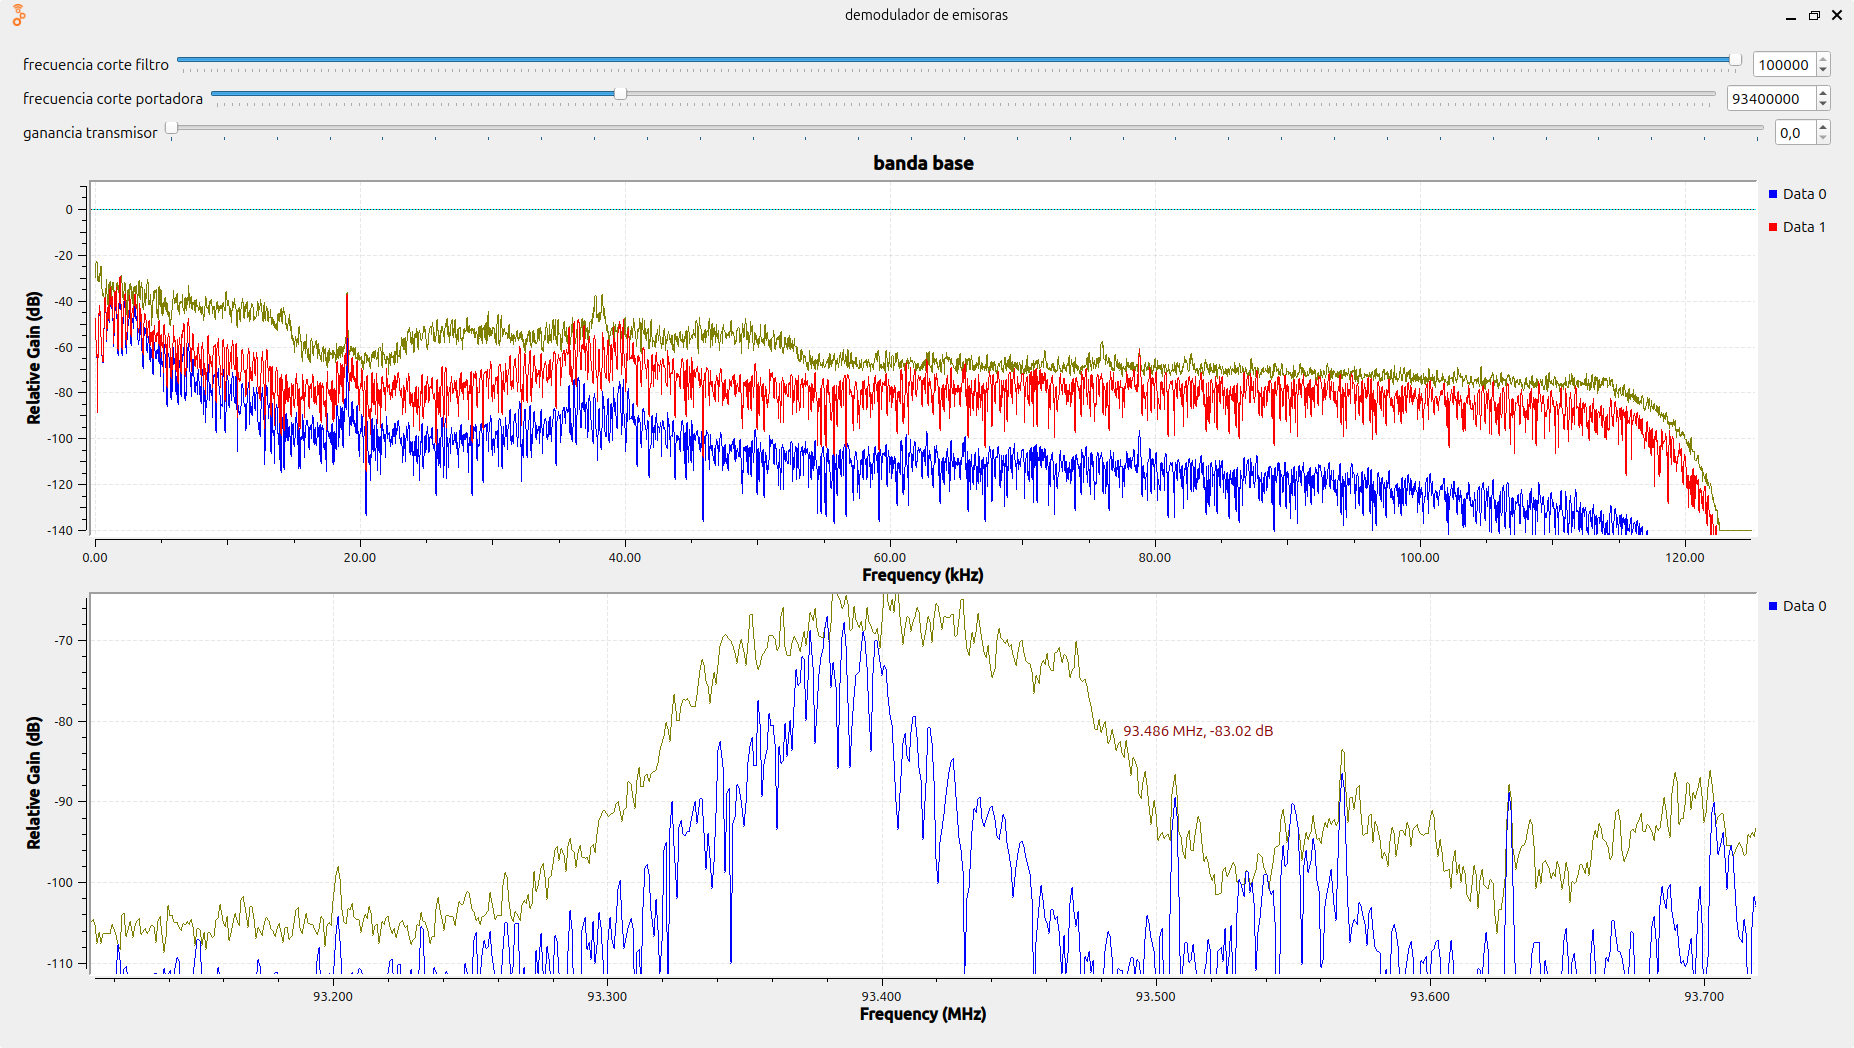 demodulador de emisoras
frecuencia corte filtro 100000
frecuencia corte portadora 93400000
ganancia transmisor 0,0
banda base
Data 0
Data 1
Relative Gain (dB)
0
-20
-40
-60
-80
-100
-120
-140
0.00 20.00 40.00 60.00 80.00 100.00 120.00
Frequency (kHz)
Data 0
Relative Gain (dB)
-70
-80
-90
-100
-110
93.486 MHz, -83.02 dB
93.200 93.300 93.400 93.500 93.600 93.700
Frequency (MHz)